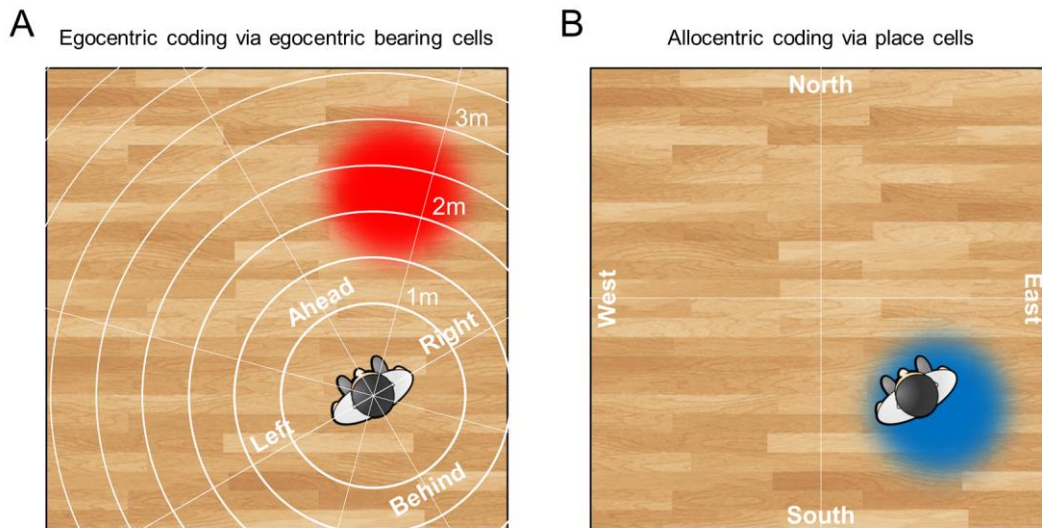 A
Egocentric coding via egocentric bearing cells
3m
2m
1m
Ahead
Right
Left
Behind
B
Allocentric coding via place cells
North
West
East
South